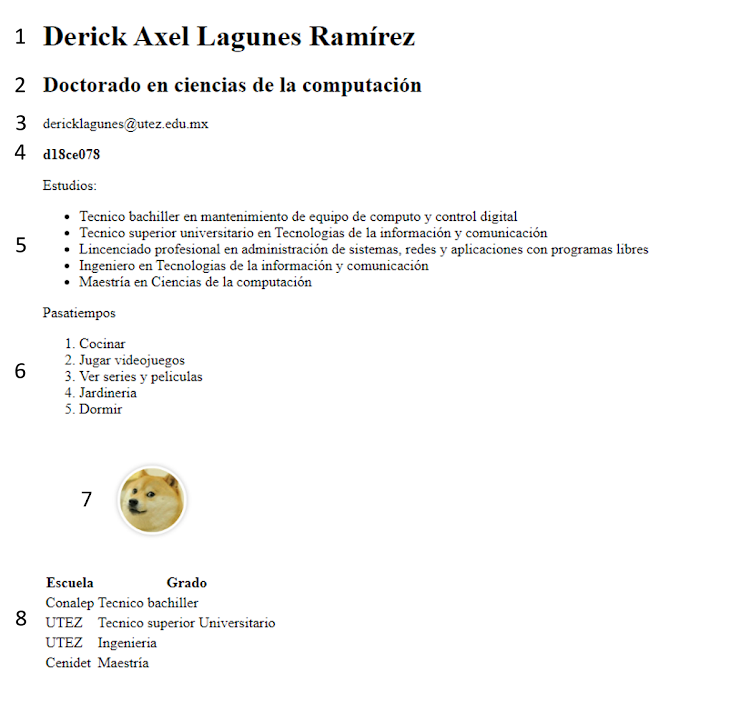 1 Derick Axel Lagunes Ramírez
2 Doctorado en ciencias de la computación
3 dericklagunes@utez.edu.mx
4 d18ce078
Estudios:
5
• Tecnico bachiller en mantenimiento de equipo de computo y control digital
• Tecnico superior universitario en Tecnologias de la información y comunicación
• Lincenciado profesional en administración de sistemas, redes y aplicaciones con programas libres
• Ingeniero en Tecnologias de la información y comunicación
• Maestría en Ciencias de la computación
Pasatiempos
6
1. Cocinar
2. Jugar videojuegos
3. Ver series y peliculas
4. Jardineria
5. Dormir
7
8
Escuela Grado
Conalep Tecnico bachiller
UTEZ Tecnico superior Universitario
UTEZ Ingenieria
Cenidet Maestría